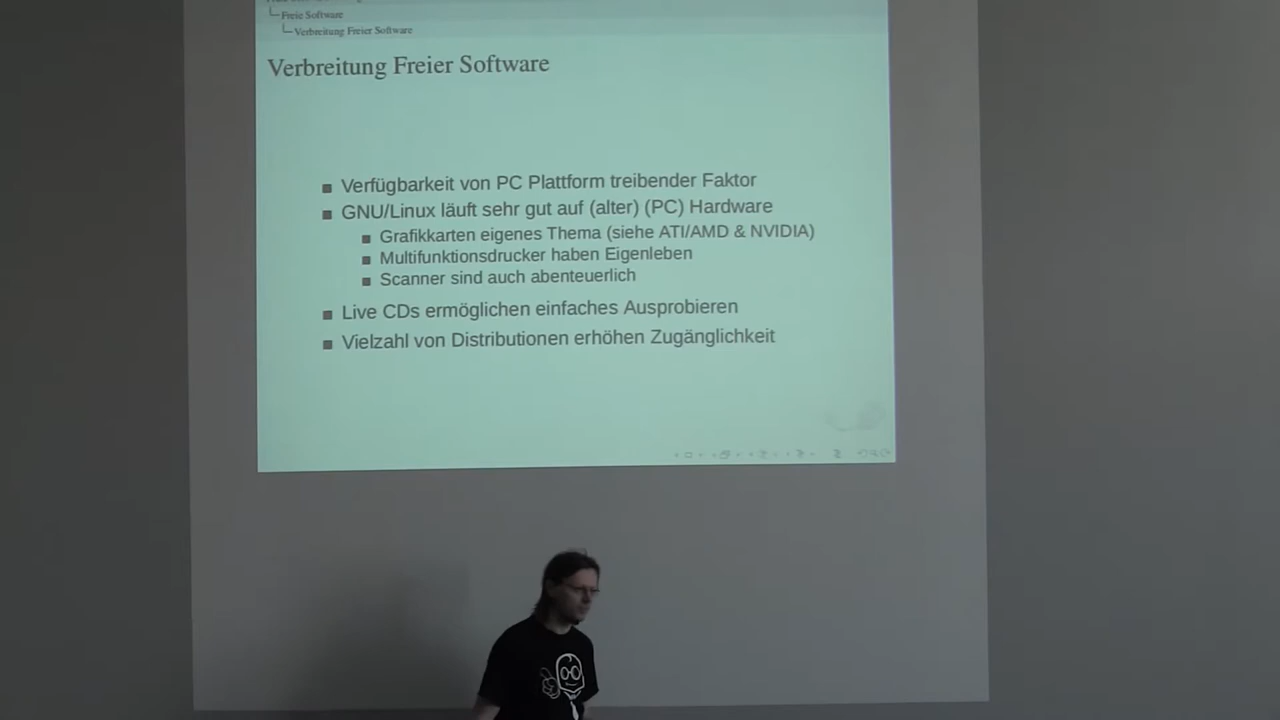 Freie Software
Verbreitung Freier Software
Verbreitung Freier Software
Verfügbarkeit von PC Plattform treibender Faktor
GNU/Linux läuft sehr gut auf (alter) (PC) Hardware
Grafikkarten eigenes Thema (siehe ATI/AMD & NVIDIA)
Multifunktionsdrucker haben Eigenleben
Scanner sind auch abenteuerlich
Live CDs ermöglichen einfaches Ausprobieren
Vielzahl von Distributionen erhöhen Zugänglichkeit